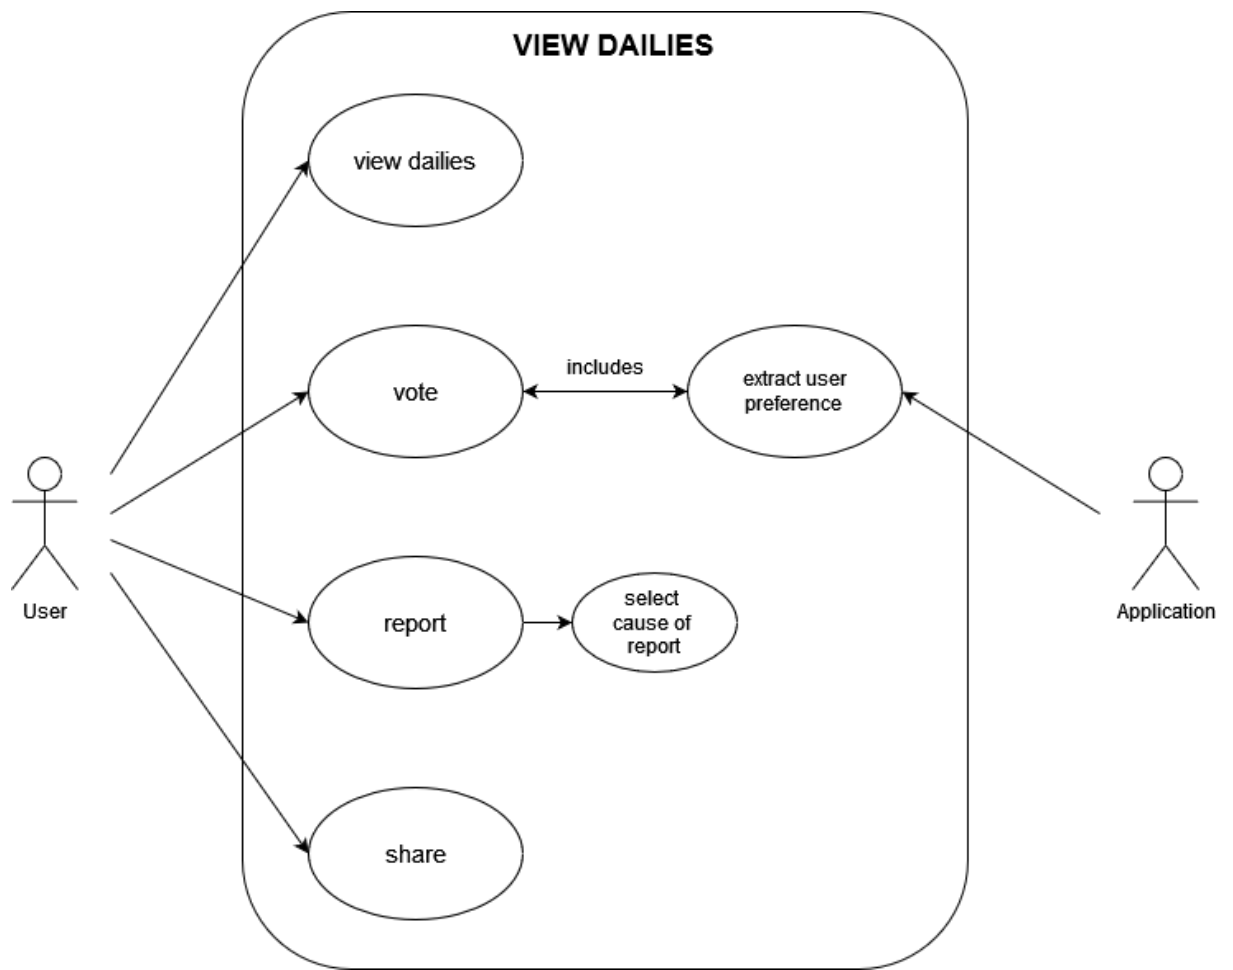 VIEW DAILIES
view dailies
vote
includes
extract user
preference
User
Application
report
select
cause of
report
share